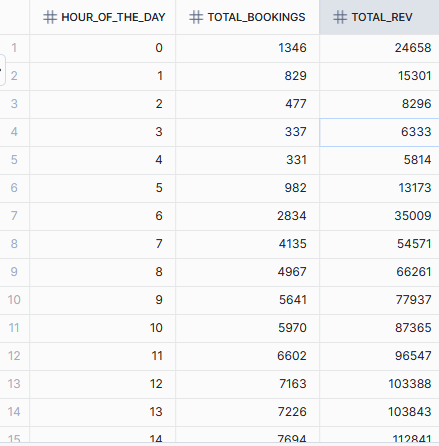 HOUR_OF_THE_DAY TOTAL_BOOKINGS TOTAL_REV
1 0 1346 24658
2 1 829 15301
3 2 477 8296
4 3 337 6333
5 4 331 5814
6 5 982 13173
7 6 2834 35009
8 7 4135 54571
9 8 4967 66261
10 9 5641 77937
11 10 5970 87365
12 11 6602 96547
13 12 7163 103388
14 13 7226 103843
15 14 7694 112841